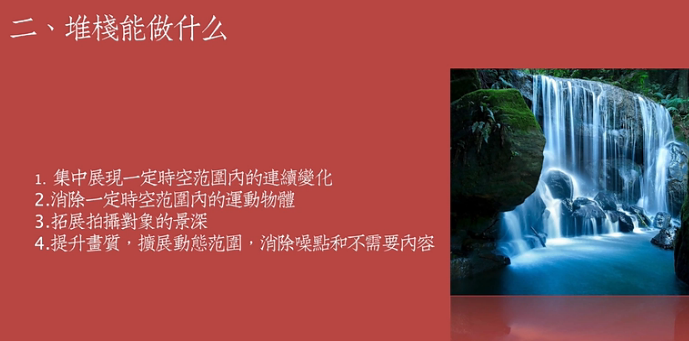 二、堆棧能做什么
1. 集中展現一定時空范圍內的連續變化
2.消除一定時空范圍內的運動物體
3.拓展拍攝對象的景深
4.提升畫質，擴展動態范圍，消除噪點和不需要內容